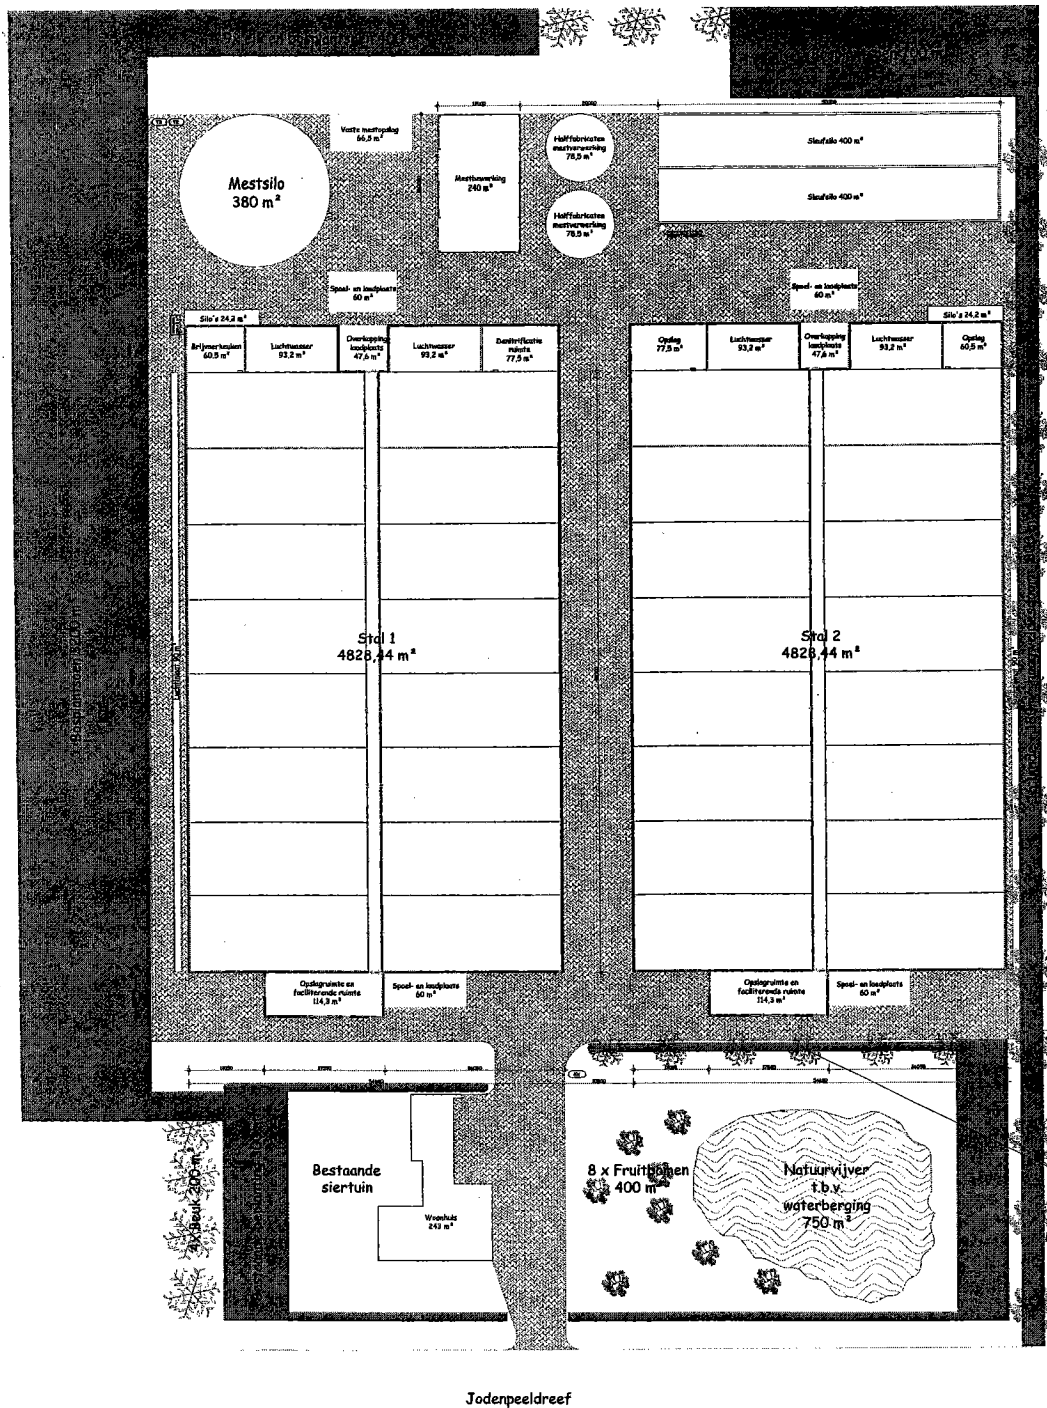 Mestsilo
380 m²
Vaste mestopslag
66,5 m²
Mestbewerking
240 m²
Halffabricaten
mestverwerking
78,5 m²
Halffabricaten
mestverwerking
78,5 m²
Sleufsilo 400 m²
Sleufsilo 400 m²
Spoel- en laadplaats
60 m²
Spoel- en laadplaats
60 m²
Silo's 24,2 m²
Silo's 24,2 m²
Brijvoerkeuken
60,5 m²
Luchtwasser
93,2 m²
Overkapping
laadplaats
47,6 m²
Luchtwasser
93,2 m²
Denitrificatie
ruimte
77,5 m²
Opslag
77,5 m²
Luchtwasser
93,2 m²
Overkapping
laadplaats
47,6 m²
Luchtwasser
93,2 m²
Opslag
60,5 m²
Stal 1
4828,44 m²
Stal 2
4828,44 m²
Opslagruimte en
faciliterende ruimte
114,3 m²
Spoel- en laadplaats
60 m²
Opslagruimte en
faciliterende ruimte
114,3 m²
Spoel- en laadplaats
60 m²
Bestaande
siertuin
Woonhuis
243 m²
4x Beuk 200 m²
8 x Fruitbomen
400 m²
Natuurvijver
t.b.v.
waterberging
750 m²
Jodenpeeldreef